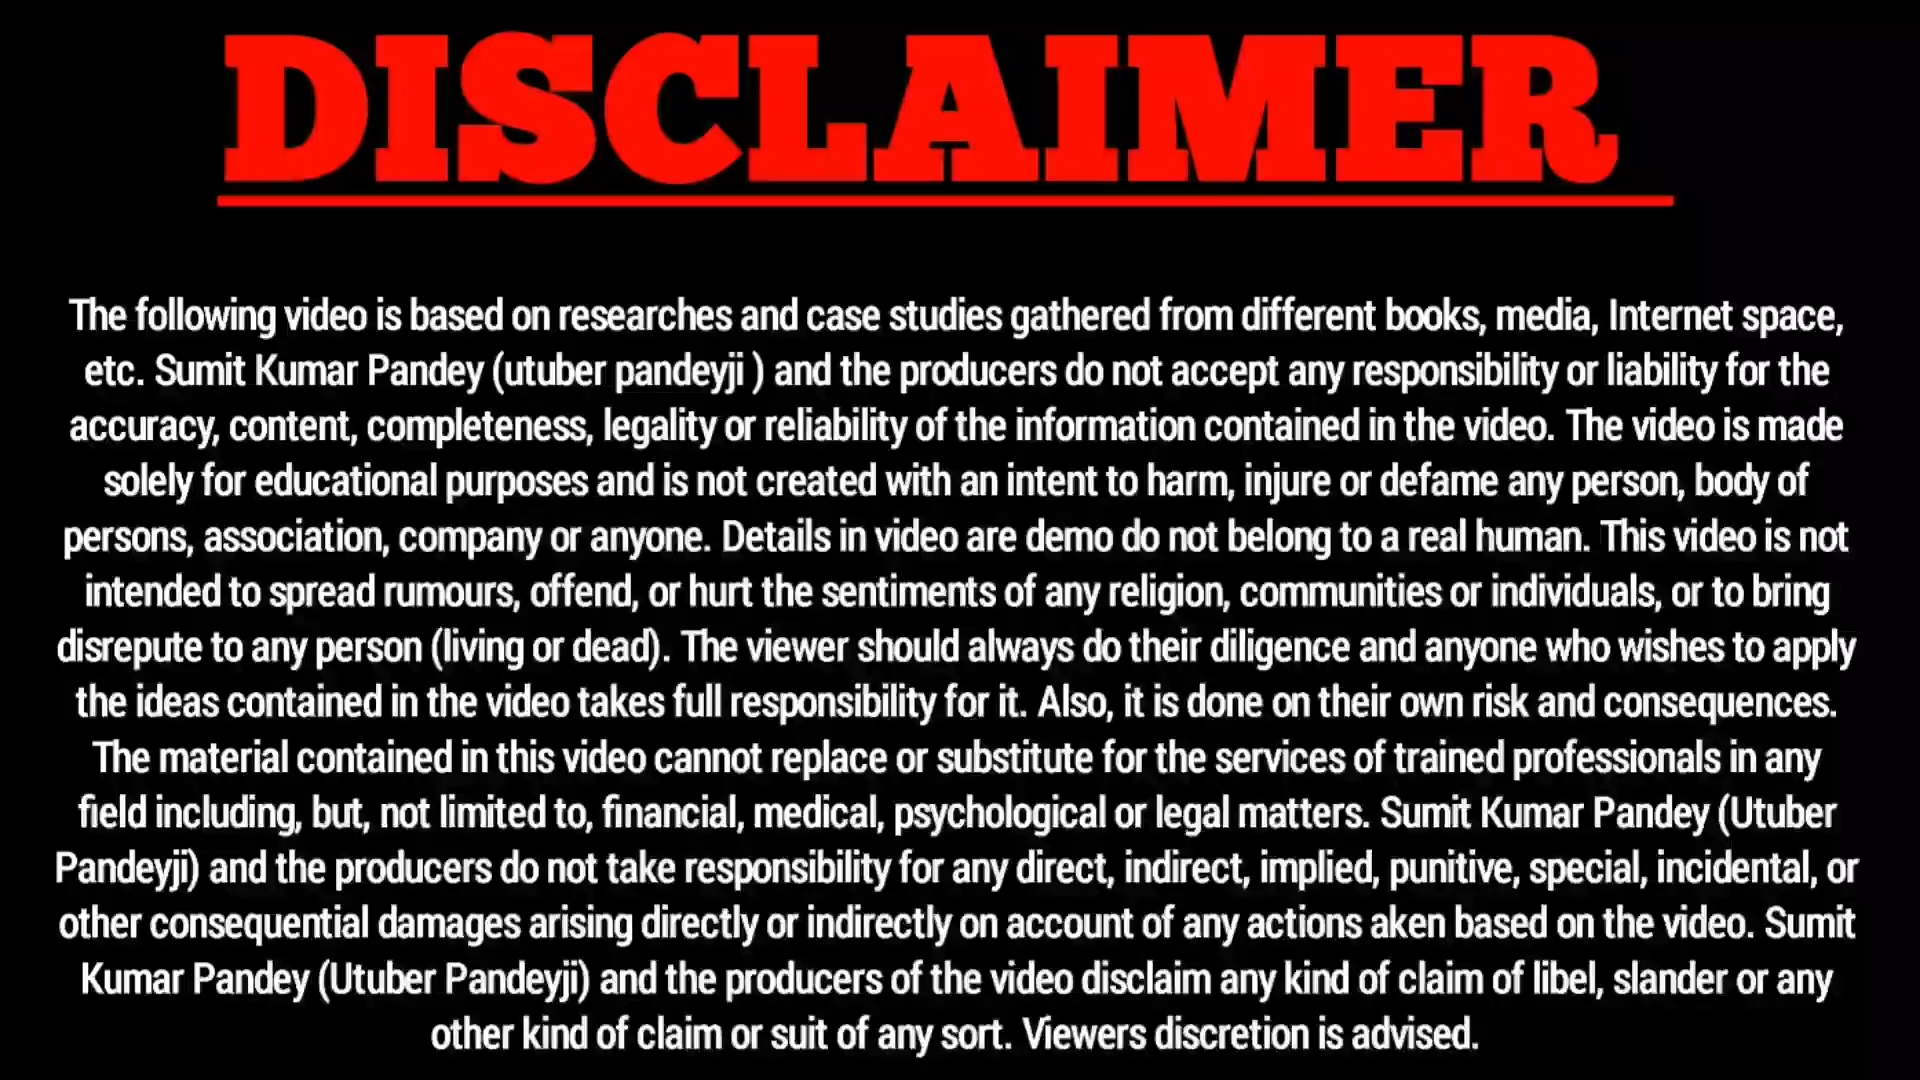 DISCLAIMER
The following video is based on researches and case studies gathered from different books, media, Internet space,
etc. Sumit Kumar Pandey (utuber pandeyji ) and the producers do not accept any responsibility or liability for the
accuracy, content, completeness, legality or reliability of the information contained in the video. The video is made
solely for educational purposes and is not created with an intent to harm, injure or defame any person, body of
persons, association, company or anyone. Details in video are demo do not belong to a real human. This video is not
intended to spread rumours, offend, or hurt the sentiments of any religion, communities or individuals, or to bring
disrepute to any person (living or dead). The viewer should always do their diligence and anyone who wishes to apply
the ideas contained in the video takes full responsibility for it. Also, it is done on their own risk and consequences.
The material contained in this video cannot replace or substitute for the services of trained professionals in any
field including, but, not limited to, financial, medical, psychological or legal matters. Sumit Kumar Pandey (Utuber
Pandeyji) and the producers do not take responsibility for any direct, indirect, implied, punitive, special, incidental, or
other consequential damages arising directly or indirectly on account of any actions aken based on the video. Sumit
Kumar Pandey (Utuber Pandeyji) and the producers of the video disclaim any kind of claim of libel, slander or any
other kind of claim or suit of any sort. Viewers discretion is advised.